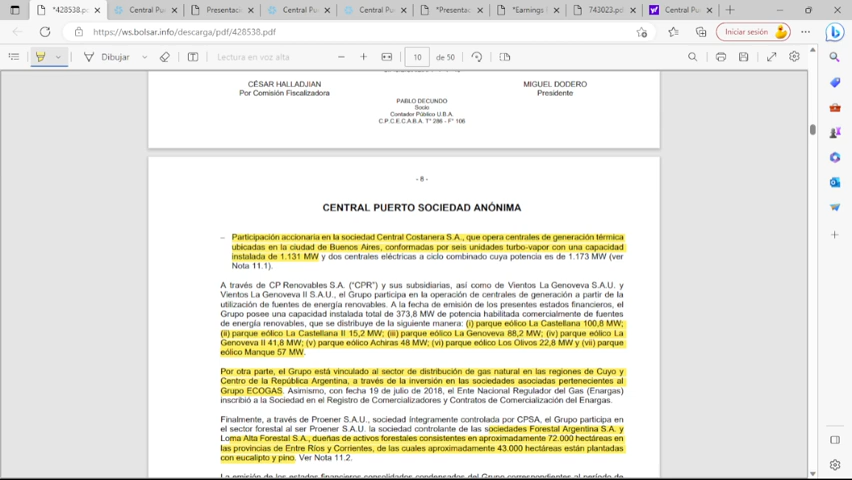 *428538.pd
Central Pu
Presentac
Central Pu
Central Pu
*Presentac
*Earnings
743023.pd
Central Pu
https://ws.bolsar.info/descarga/pdf/428538.pdf
Iniciar sesión
Dibujar
Lectura en voz alta
10
de 50
CÉSAR HALLADJIAN
Por Comisión Fiscalizadora
MIGUEL DODERO
Presidente
PABLO DECUNDO
Socio
Contador Público U.B.A.
C.P.C.E.C.A.B.A. T° 286 - F° 106
- 8 -
CENTRAL PUERTO SOCIEDAD ANÓNIMA
– Participación accionaria en la sociedad Central Costanera S.A., que opera centrales de generación térmica
ubicadas en la ciudad de Buenos Aires, conformadas por seis unidades turbo-vapor con una capacidad
instalada de 1.131 MW y dos centrales eléctricas a ciclo combinado cuya potencia es de 1.173 MW (ver
Nota 11.1).
A través de CP Renovables S.A. (“CPR”) y sus subsidiarias, así como de Vientos La Genoveva S.A.U. y
Vientos La Genoveva II S.A.U., el Grupo participa en la operación de centrales de generación a partir de la
utilización de fuentes de energía renovables. A la fecha de emisión de los presentes estados financieros, el
Grupo posee una capacidad instalada total de 373,8 MW de potencia habilitada comercialmente de fuentes
de energía renovables, que se distribuye de la siguiente manera: (i) parque eólico La Castellana 100,8 MW;
(ii) parque eólico La Castellana II 15,2 MW; (iii) parque eólico La Genoveva 88,2 MW; (iv) parque eólico La
Genoveva II 41,8 MW; (v) parque eólico Achiras 48 MW; (vi) parque eólico Los Olivos 22,8 MW y (vii) parque
eólico Manque 57 MW.
Por otra parte, el Grupo está vinculado al sector de distribución de gas natural en las regiones de Cuyo y
Centro de la República Argentina, a través de la inversión en las sociedades asociadas pertenecientes al
Grupo ECOGAS. Asimismo, con fecha 19 de julio de 2018, el Ente Nacional Regulador del Gas (Enargas)
inscribió a la Sociedad en el Registro de Comercializadores y Contratos de Comercialización del Enargas.
Finalmente, a través de Proener S.A.U., sociedad íntegramente controlada por CPSA, el Grupo participa en
el sector forestal al ser Proener S.A.U. la sociedad controlante de las sociedades Forestal Argentina S.A. y
Loma Alta Forestal S.A., dueñas de activos forestales consistentes en aproximadamente 72.000 hectáreas en
las provincias de Entre Ríos y Corrientes, de las cuales aproximadamente 43.000 hectáreas están plantadas
con eucalipto y pino. Ver Nota 11.2.
La emisión de los estados financieros consolidados condensados del Grupo correspondientes al período de